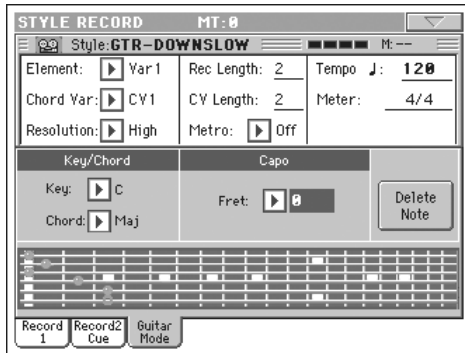 STYLE RECORD MT:0
Style:GTR-DOWNSLOW M:--
Element: Var1 Rec Length: 2 Tempo ♩: 120
Chord Var: CV1 CV Length: 2 Meter: 4/4
Resolution: High Metro: Off
Key/Chord Capo
Key: C
Fret: 0
Chord: Maj
Delete
Note
Record
1
Record2
Cue
Guitar
Mode